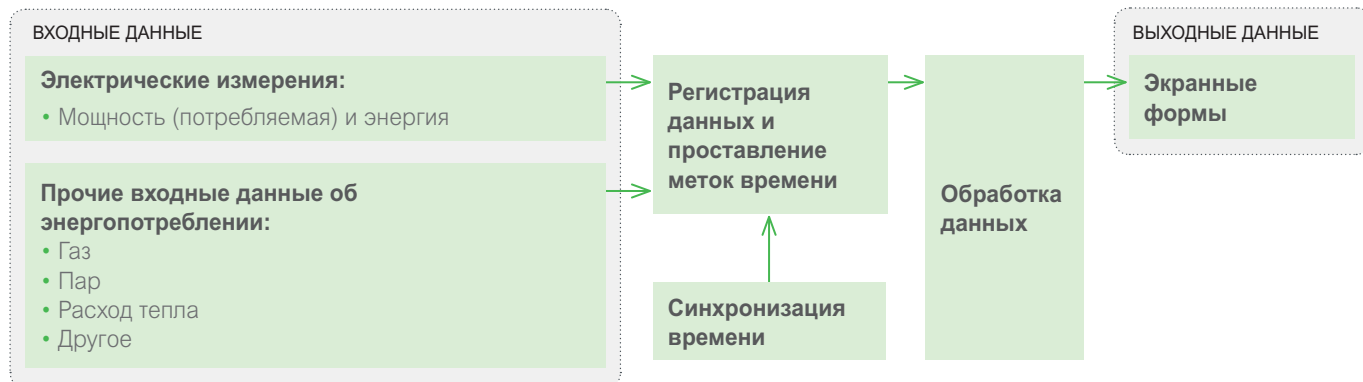 ВХОДНЫЕ ДАННЫЕ
Электрические измерения:
• Мощность (потребляемая) и энергия
Прочие входные данные об
энергопотреблении:
• Газ
• Пар
• Расход тепла
• Другое
Регистрация
данных и
проставление
меток времени
Синхронизация
времени
Обработка
данных
ВЫХОДНЫЕ ДАННЫЕ
Экранные
формы